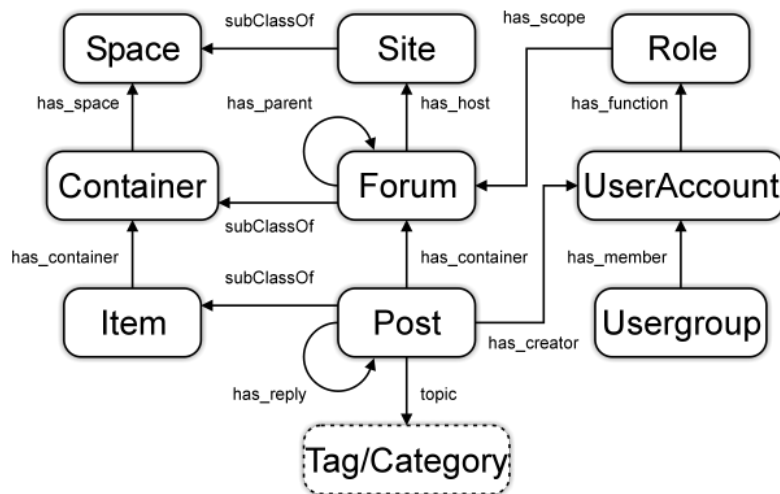 subClassOf
has_scope
Space
Site
Role
has_space
has_parent
has_host
has_function
Container
Forum
UserAccount
subClassOf
has_container
has_container
has_member
subClassOf
Item
Post
Usergroup
has_creator
has_reply
topic
Tag/Category